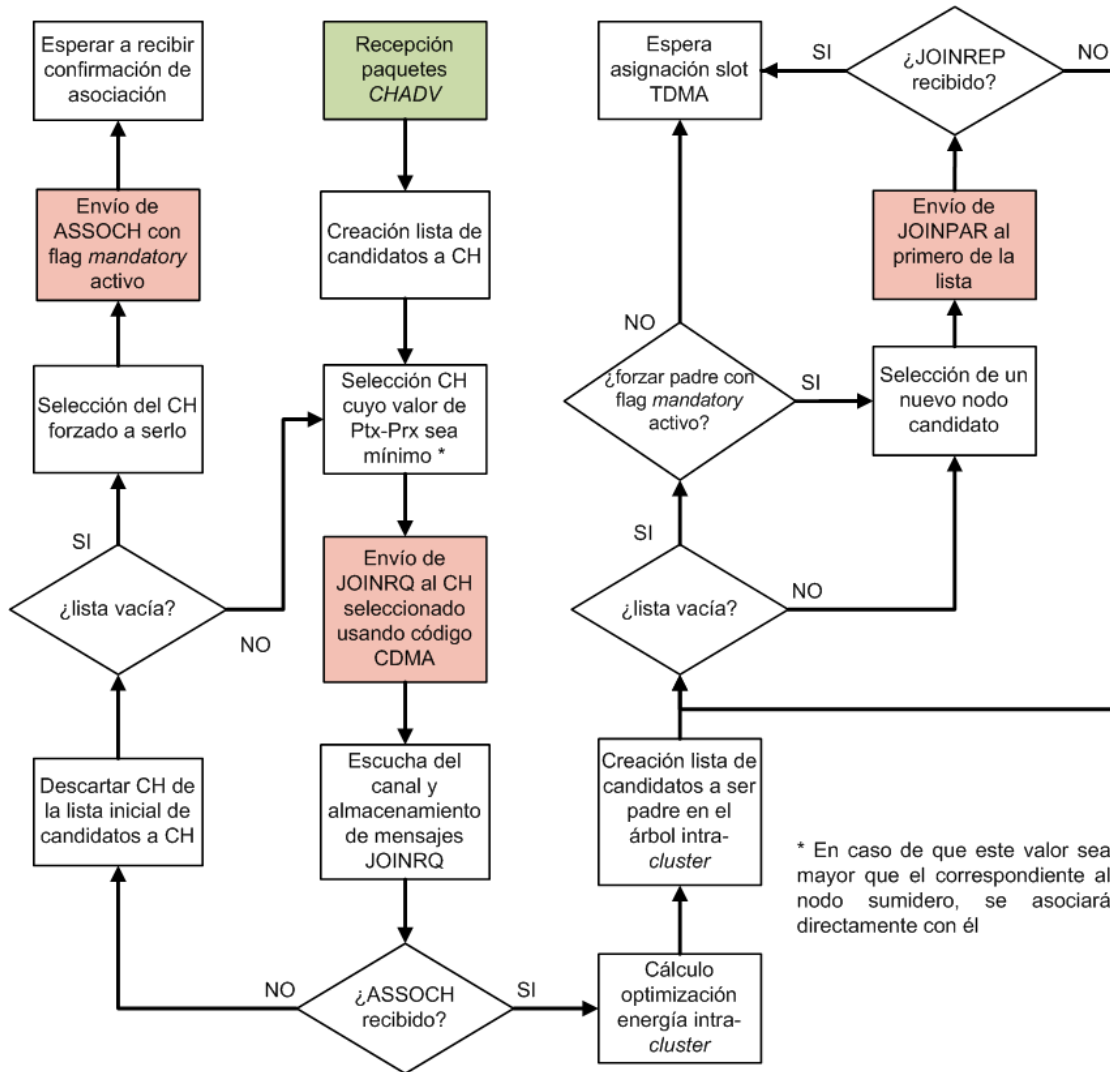 Esperar a recibir
confirmación de
asociación
Recepción
paquetes
CHADV
Espera
asignación slot
TDMA
SI
¿JOINREP
recibido?
NO
Envío de
ASSOCH con
flag mandatory
activo
Creación lista de
candidatos a CH
Envío de
JOINPAR al
primero de la
lista
NO
Selección del CH
forzado a serlo
Selección CH
cuyo valor de
Ptx-Prx sea
mínimo *
¿forzar padre con
flag mandatory
activo?
SI
Selección de un
nuevo nodo
candidato
SI
¿lista vacía?
NO
Envío de
JOINRQ al CH
seleccionado
usando código
CDMA
SI
¿lista vacía?
NO
Descartar CH de
la lista inicial de
candidatos a CH
Escucha del
canal y
almacenamiento
de mensajes
JOINRQ
Creación lista de
candidatos a ser
padre en el
árbol intra-
cluster
* En caso de que este valor sea
mayor que el correspondiente al
nodo sumidero, se asociará
directamente con él
NO
¿ASSOCH
recibido?
SI
Cálculo
optimización
energía intra-
cluster